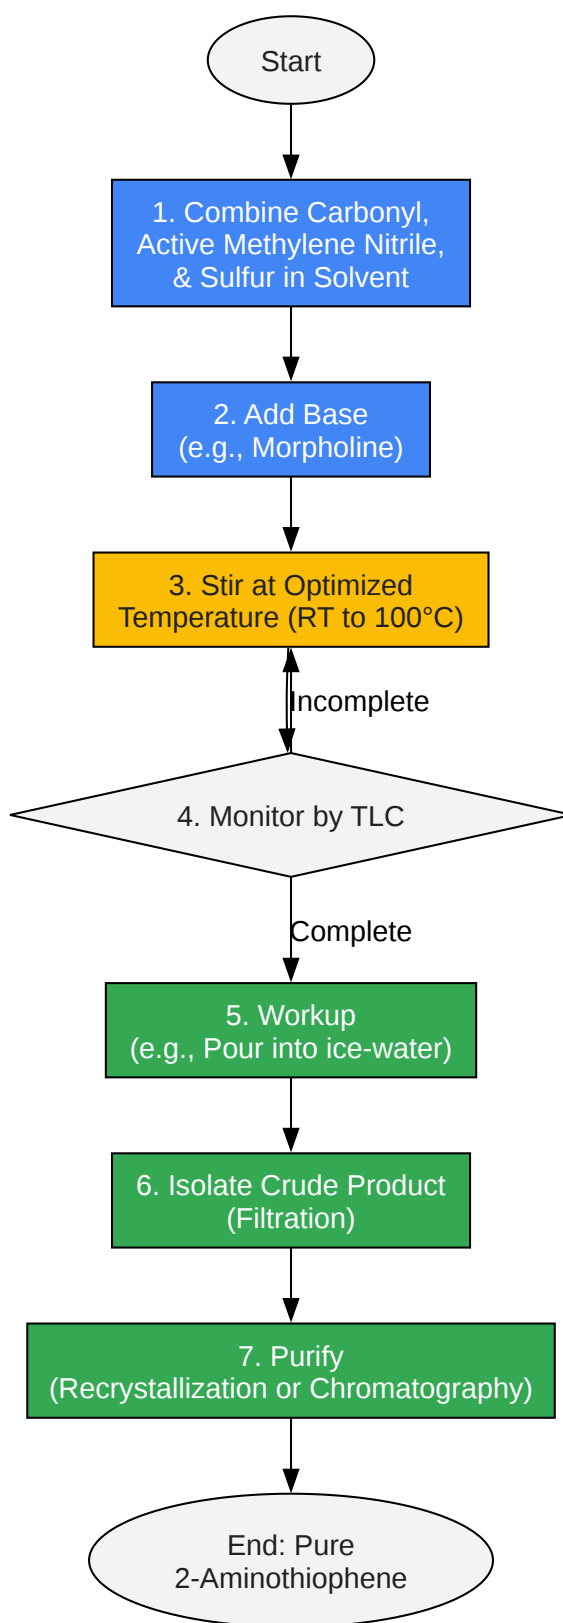 Start
1. Combine Carbonyl,
Active Methylene Nitrile,
& Sulfur in Solvent
2. Add Base
(e.g., Morpholine)
3. Stir at Optimized
Temperature (RT to 100°C)
Incomplete
4. Monitor by TLC
Complete
5. Workup
(e.g., Pour into ice-water)
6. Isolate Crude Product
(Filtration)
7. Purify
(Recrystallization or Chromatography)
End: Pure
2-Aminothiophene